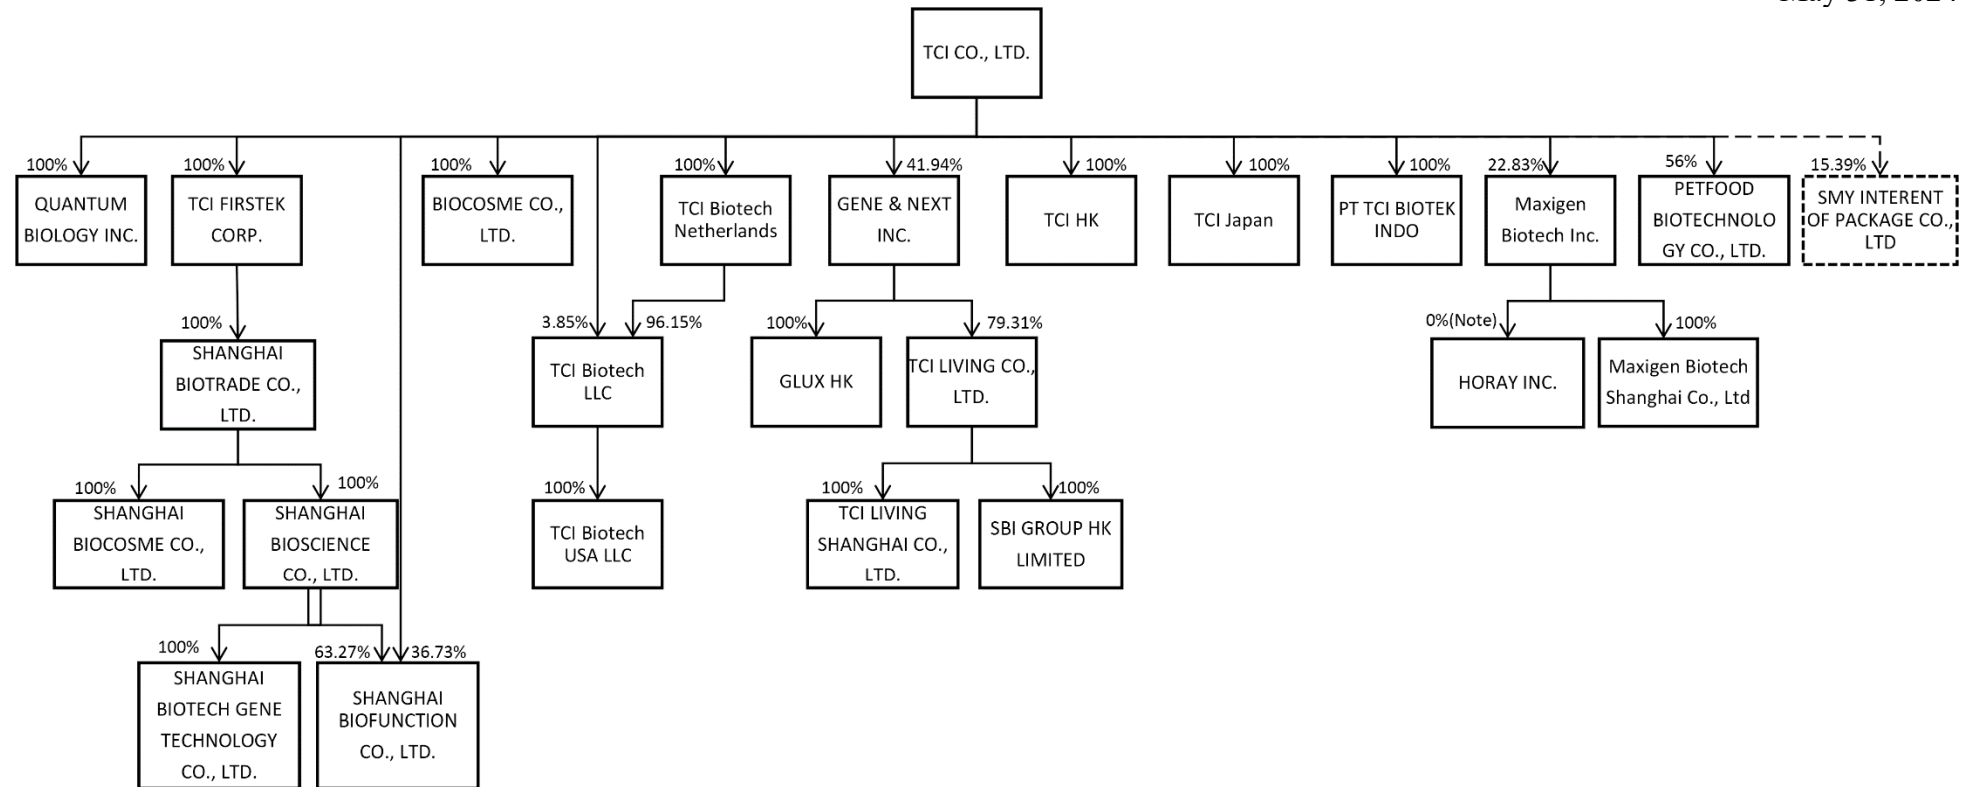 May 31, 2024
TCI CO., LTD.
100%
100%
100%
100%
41.94%
100%
100%
100%
22.83%
56%
15.39%
QUANTUM
BIOLOGY INC.
TCI FIRSTEK
CORP.
BIOCOSME CO.,
LTD.
TCI Biotech
Netherlands
GENE & NEXT
INC.
TCI HK
TCI Japan
PT TCI BIOTEK
INDO
Maxigen
Biotech Inc.
PETFOOD
BIOTECHNOLO
GY CO., LTD.
SMY INTERENT
OF PACKAGE CO.,
LTD
100%
3.85%
96.15%
100%
79.31%
0%(Note)
100%
SHANGHAI
BIOTRADE CO.,
LTD.
TCI Biotech
LLC
GLUX HK
TCI LIVING CO.,
LTD.
HORAY INC.
Maxigen Biotech
Shanghai Co., Ltd
100%
100%
100%
100%
100%
SHANGHAI
BIOCOSME CO.,
LTD.
SHANGHAI
BIOSCIENCE
CO., LTD.
TCI Biotech
USA LLC
TCI LIVING
SHANGHAI CO.,
LTD.
SBI GROUP HK
LIMITED
100%
63.27%
36.73%
SHANGHAI
BIOTECH GENE
TECHNOLOGY
CO., LTD.
SHANGHAI
BIOFUNCTION
CO., LTD.